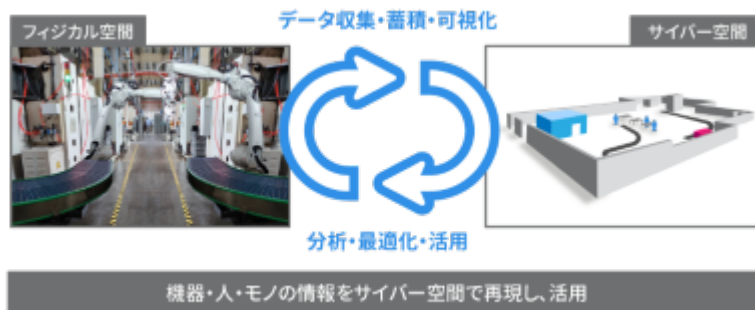 データ収集・蓄積・可視化
フィジカル空間
サイバー空間
分析・最適化・活用
機器・人・モノの情報をサイバー空間で再現し、活用